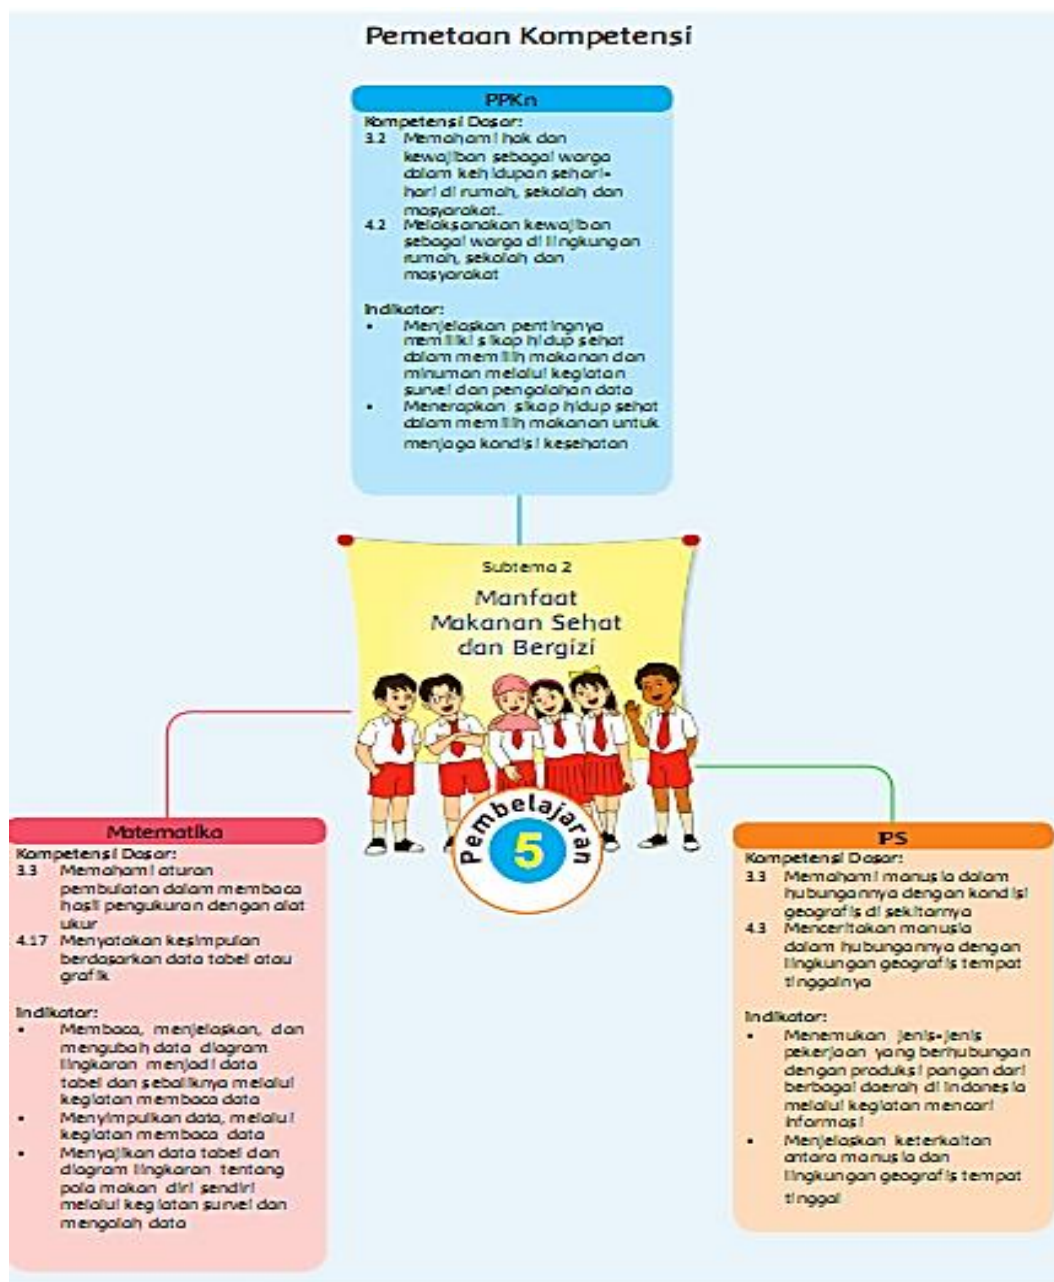 Pemetaan Kompetensi
PPKn
Kompetensi Dasar:
3.2 Memahami hak dan
kewajiban sebagai warga
dalam kehidupan sehari-
hari di rumah, sekolah dan
masyarakat.
4.2 Melaksanakan kewajiban
sebagai warga di lingkungan
rumah, sekolah dan
masyarakat
Indikator:
• Menjelaskan pentingnya
memiliki sikap hidup sehat
dalam memilih makanan dan
minuman melalui kegiatan
survei dan pengolahan data
• Menerapkan sikap hidup sehat
dalam memilih makanan untuk
menjaga kondisi kesehatan
Subtema 2
Manfaat
Makanan Sehat
dan Bergizi
Pembelajaran
5
Matematika
Kompetensi Dasar:
3.3 Memahami aturan
pembulatan dalam membaca
hasil pengukuran dengan alat
ukur
4.17 Menyatakan kesimpulan
berdasarkan data tabel atau
grafik
Indikator:
• Membaca, menjelaskan, dan
mengubah data diagram
lingkaran menjadi data
tabel dan sebaliknya melalui
kegiatan membaca data
• Menyimpulkan data, melalui
kegiatan membaca data
• Menyajikan data tabel dan
diagram lingkaran tentang
pola makan diri sendiri
melalui kegiatan survei dan
mengolah data
IPS
Kompetensi Dasar:
3.3 Memahami manusia dalam
hubungannya dengan kondisi
geografis di sekitarnya
4.3 Menceritakan manusia
dalam hubungannya dengan
lingkungan geografis tempat
tinggalnya
Indikator:
• Menemukan jenis-jenis
pekerjaan yang berhubungan
dengan produksi pangan dari
berbagai daerah di Indonesia
melalui kegiatan mencari
informasi
• Menjelaskan keterkaitan
antara manusia dan
lingkungan geografis tempat
tinggal